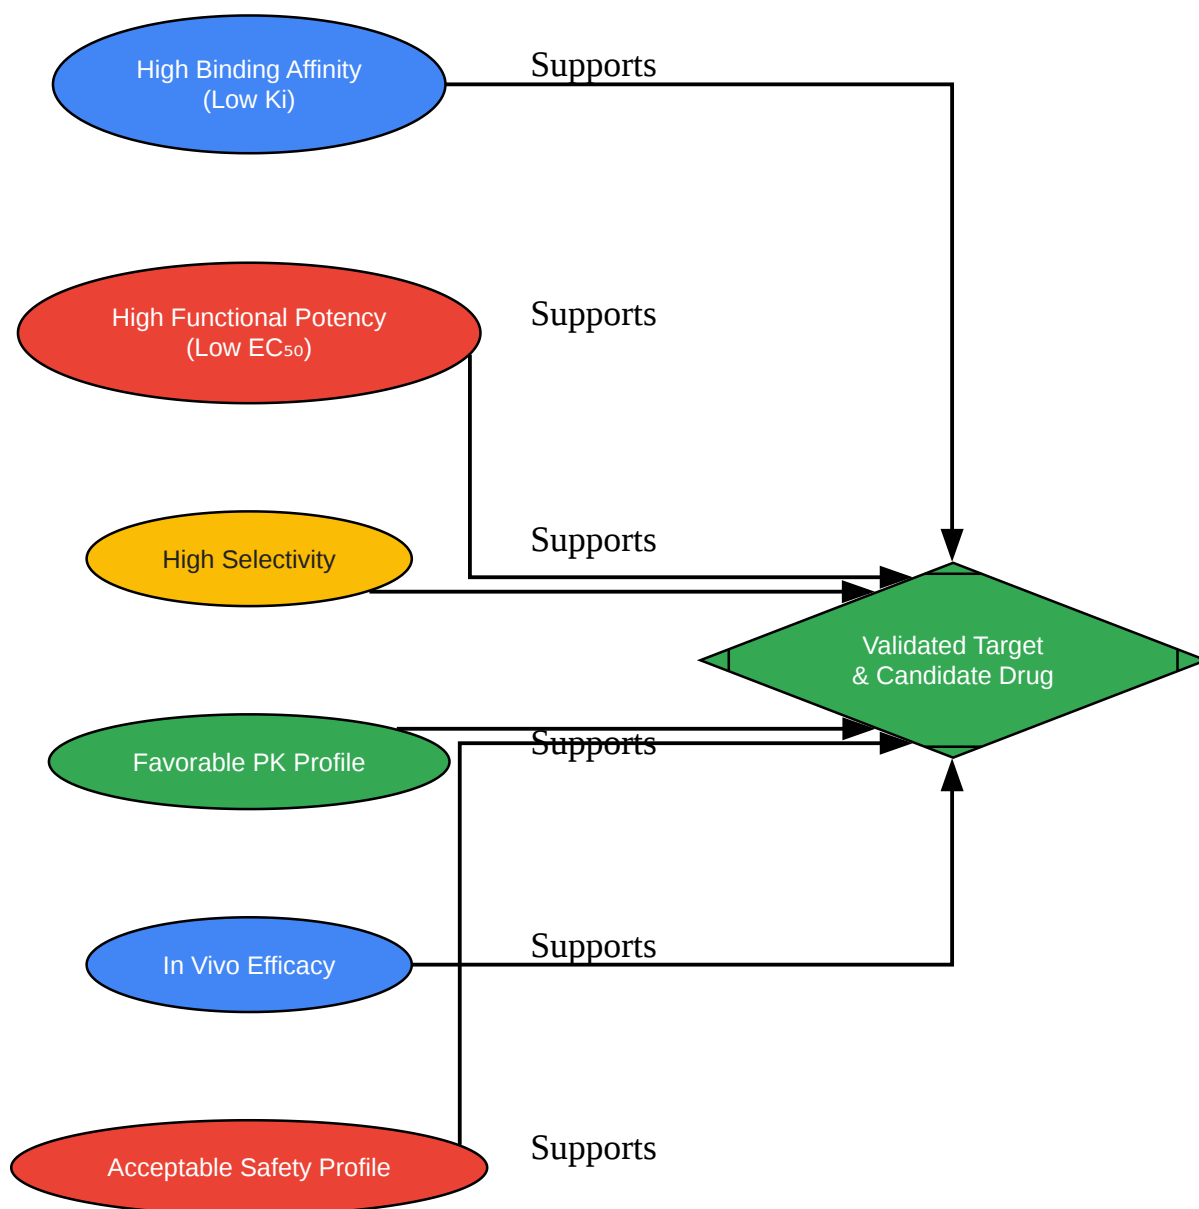 High Binding Affinity
(Low Ki)
Supports
High Functional Potency
(Low EC₅₀)
Supports
High Selectivity
Supports
Validated Target
& Candidate Drug
Favorable PK Profile
Supports
In Vivo Efficacy
Supports
Acceptable Safety Profile
Supports